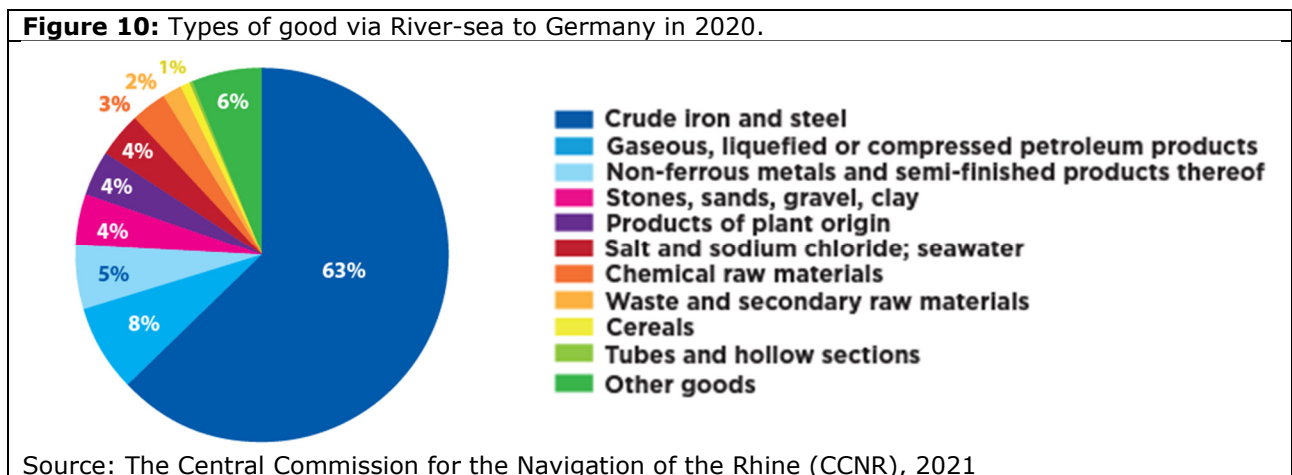 Figure 10: Types of good via River-sea to Germany in 2020.
1%
2%
3%
6%
4%
4%
4%
5%
8%
63%
Crude iron and steel
Gaseous, liquefied or compressed petroleum products
Non-ferrous metals and semi-finished products thereof
Stones, sands, gravel, clay
Products of plant origin
Salt and sodium chloride; seawater
Chemical raw materials
Waste and secondary raw materials
Cereals
Tubes and hollow sections
Other goods
Source: The Central Commission for the Navigation of the Rhine (CCNR), 2021